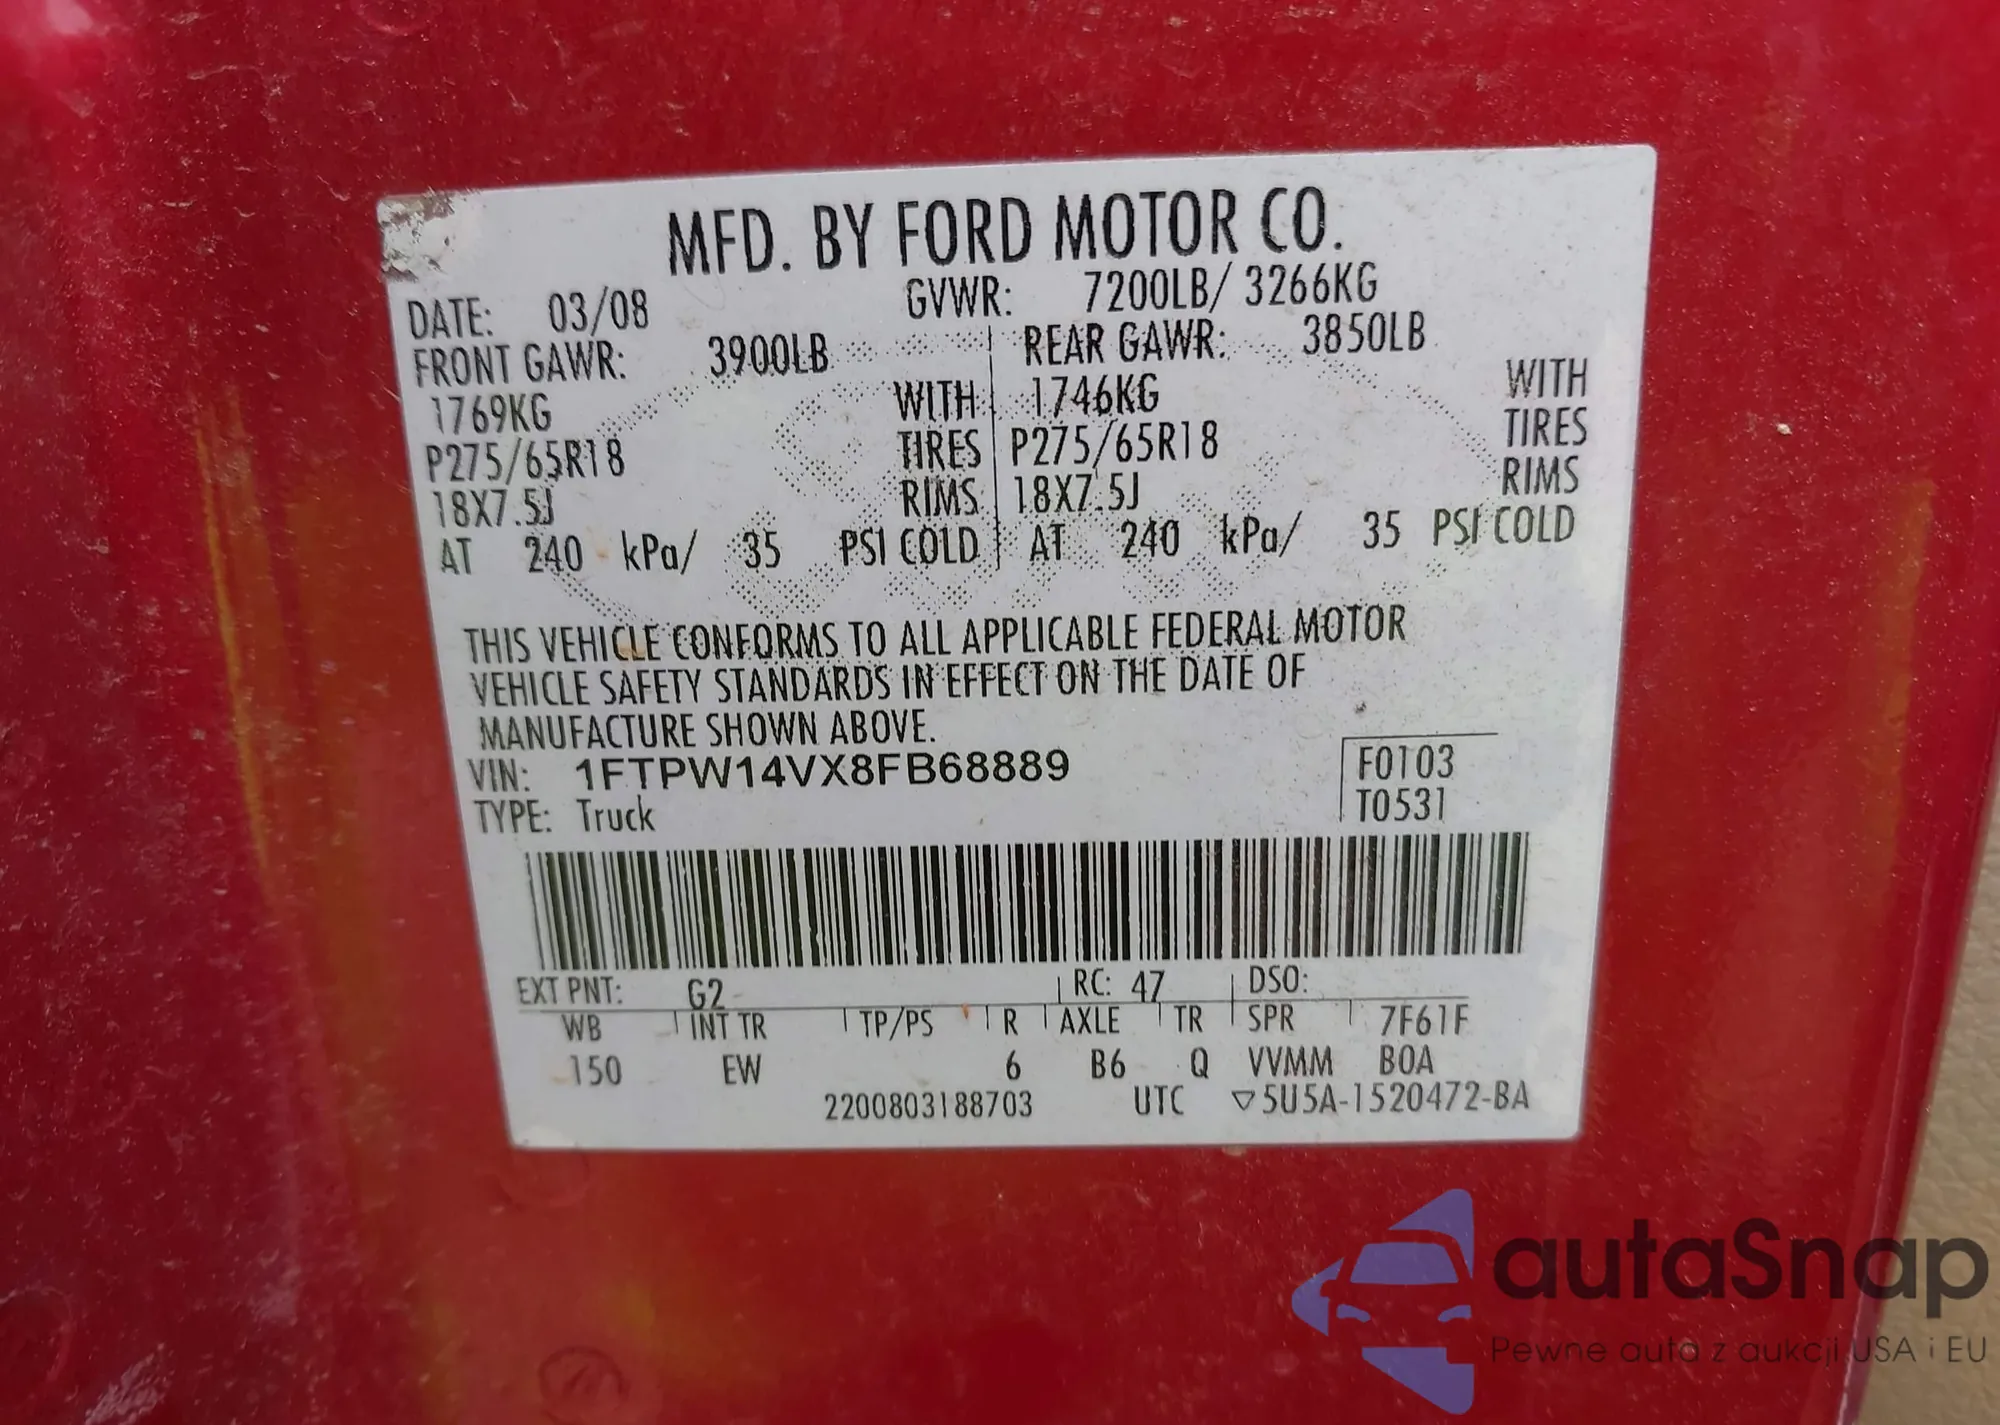 MFD. BY FORD MOTOR CO.
DATE: 03/08 GVWR: 7200LB/ 3266KG
FRONT GAWR: 3900LB REAR GAWR: 3850LB
1769KG WITH 1746KG WITH
P275/65R18 TIRES P275/65R18 TIRES
18X7.5J RIMS 18X7.5J RIMS
AT 240 kPa/ 35 PSI COLD AT 240 kPa/ 35 PSI COLD
THIS VEHICLE CONFORMS TO ALL APPLICABLE FEDERAL MOTOR
VEHICLE SAFETY STANDARDS IN EFFECT ON THE DATE OF
MANUFACTURE SHOWN ABOVE.
VIN: 1FTPW14VX8FB68889 F0103
TYPE: Truck T0531
EXT PNT: G2 RC: 47 DSO:
WB INT TR TP/PS R AXLE TR SPR 7F61F
150 EW 6 B6 Q VVMM BOA
2200803188703 UTC ▽5U5A-1520472-BA
autaSnap
Pewne auta z aukcji USA i EU